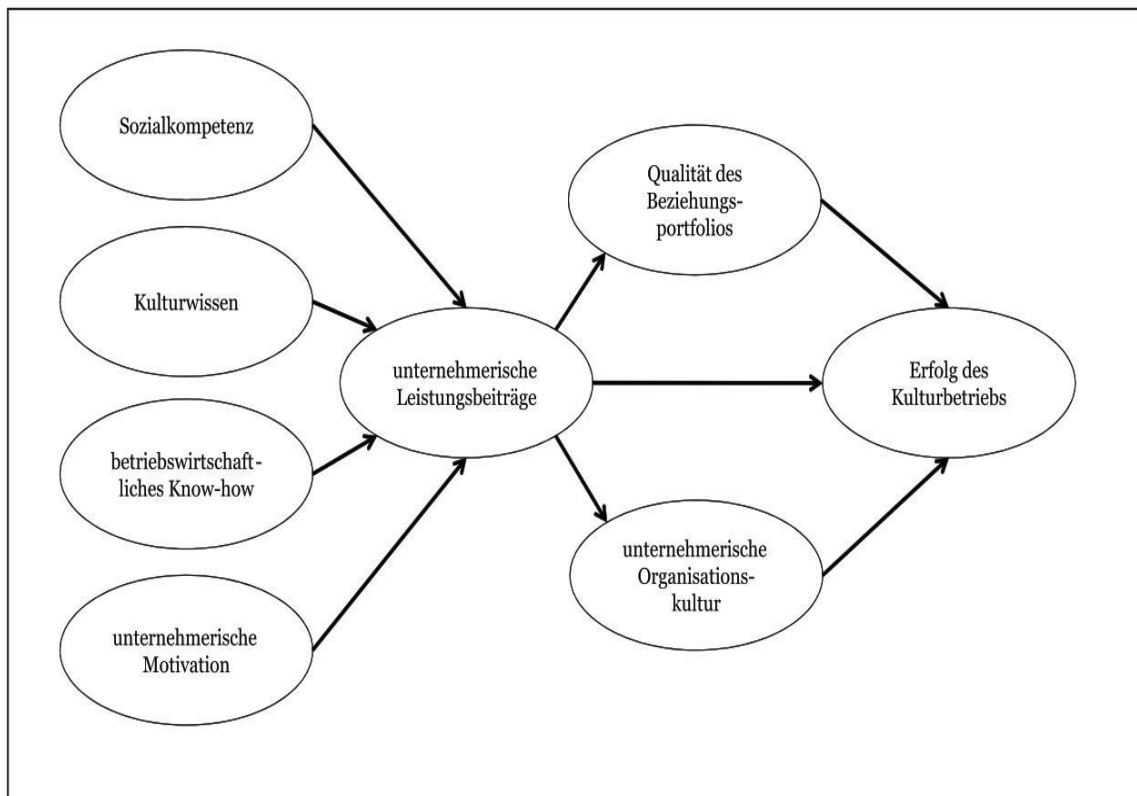 Sozialkompetenz
Kulturwissen
betriebswirtschaft-
liches Know-how
unternehmerische
Motivation
unternehmerische
Leistungsbeiträge
Qualität des
Beziehungs-
portfolios
unternehmerische
Organisations-
kultur
Erfolg des
Kulturbetriebs